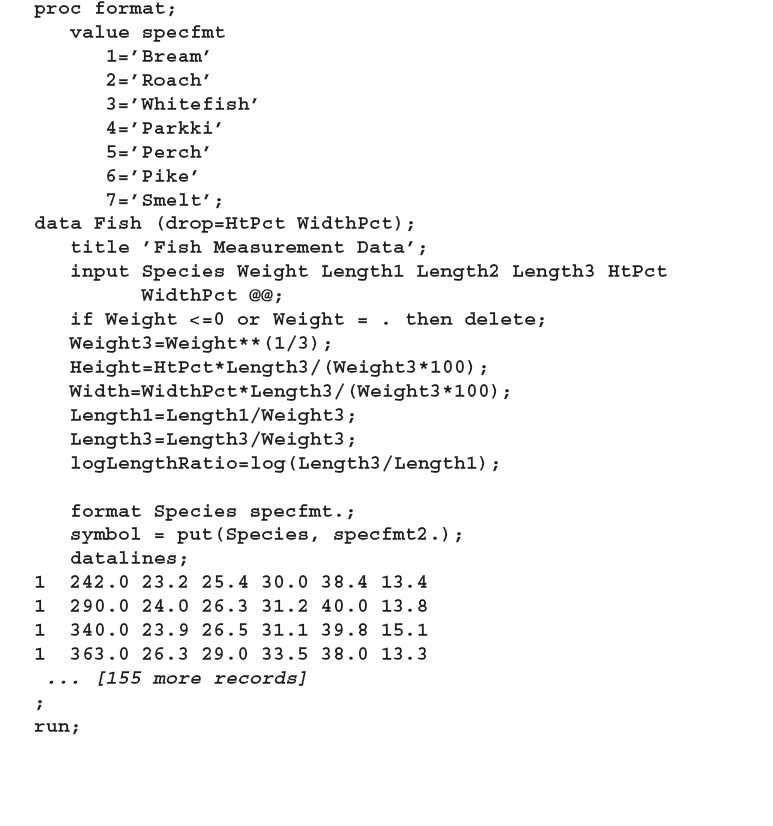 proc format;
value specfmt
1='Bream'
2='Roach'
3='Whitefish'
4='Parkki'
5='Perch'
6='Pike'
7='Smelt';
data Fish (drop=HtPct WidthPct);
title 'Fish Measurement Data';
input Species Weight Length1 Length2 Length3 HtPct
WidthPct @@;
if Weight <=0 or Weight = . then delete;
Weight3=Weight**(1/3);
Height=HtPct*Length3/(Weight3*100);
Width=WidthPct*Length3/(Weight3*100);
Length1=Length1/Weight3;
Length3=Length3/Weight3;
logLengthRatio=log(Length3/Length1);
format Species specfmt.;
symbol = put(Species, specfmt2.);
datalines;
1 242.0 23.2 25.4 30.0 38.4 13.4
1 290.0 24.0 26.3 31.2 40.0 13.8
1 340.0 23.9 26.5 31.1 39.8 15.1
1 363.0 26.3 29.0 33.5 38.0 13.3
... [155 more records]
;
run;